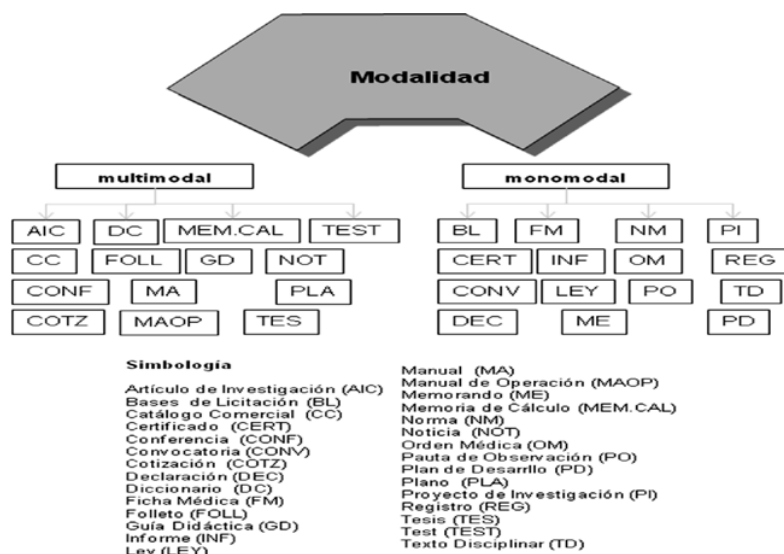 Modalidad
multimodal
monomodal
AIC DC MEM.CAL TEST
CC FOLL GD NOT
CONF MA PLA
COTZ MAOP TES
BL FM NM PI
CERT INF OM REG
CONV LEY PO TD
DEC ME PD
Simbología
Artículo de Investigación (AIC)
Bases de Licitación (BL)
Catálogo Comercial (CC)
Certificado (CERT)
Conferencia (CONF)
Convocatoria (CONV)
Cotización (COTZ)
Declaración (DEC)
Diccionario (DC)
Ficha Médica (FM)
Folleto (FOLL)
Guía Didáctica (GD)
Informe (INF)
Ley (LEY)
Manual (MA)
Manual de Operación (MAOP)
Memorando (ME)
Memoria de Cálculo (MEM.CAL)
Norma (NM)
Noticia (NOT)
Orden Médica (OM)
Pauta de Observación (PO)
Plan de Desarrllo (PD)
Plano (PLA)
Proyecto de Investigación (PI)
Registro (REG)
Tesis (TES)
Test (TEST)
Texto Disciplinar (TD)